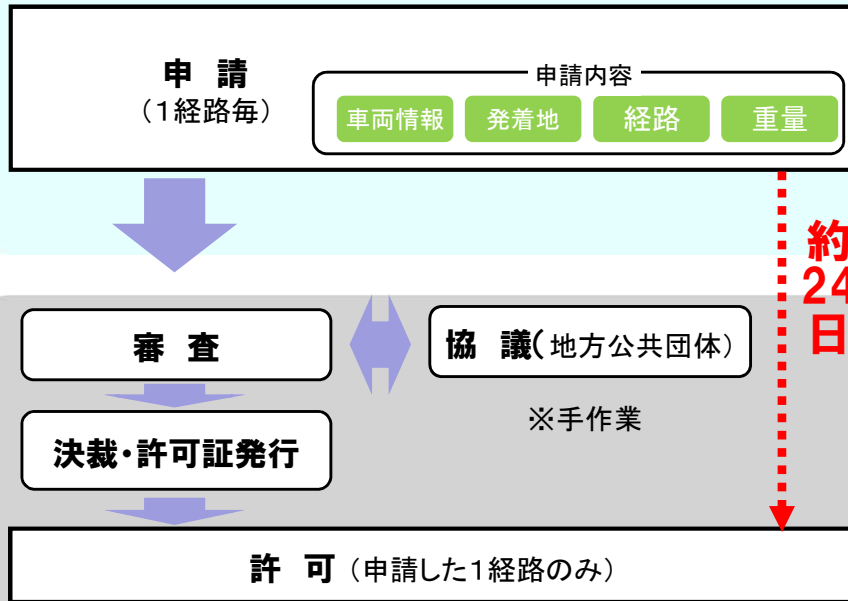 申 請
（１経路毎）
申請内容
車両情報 発着地 経路 重量
約
24
日
審 査
協 議(地方公共団体）
※手作業
決裁・許可証発行
許 可（申請した１経路のみ）